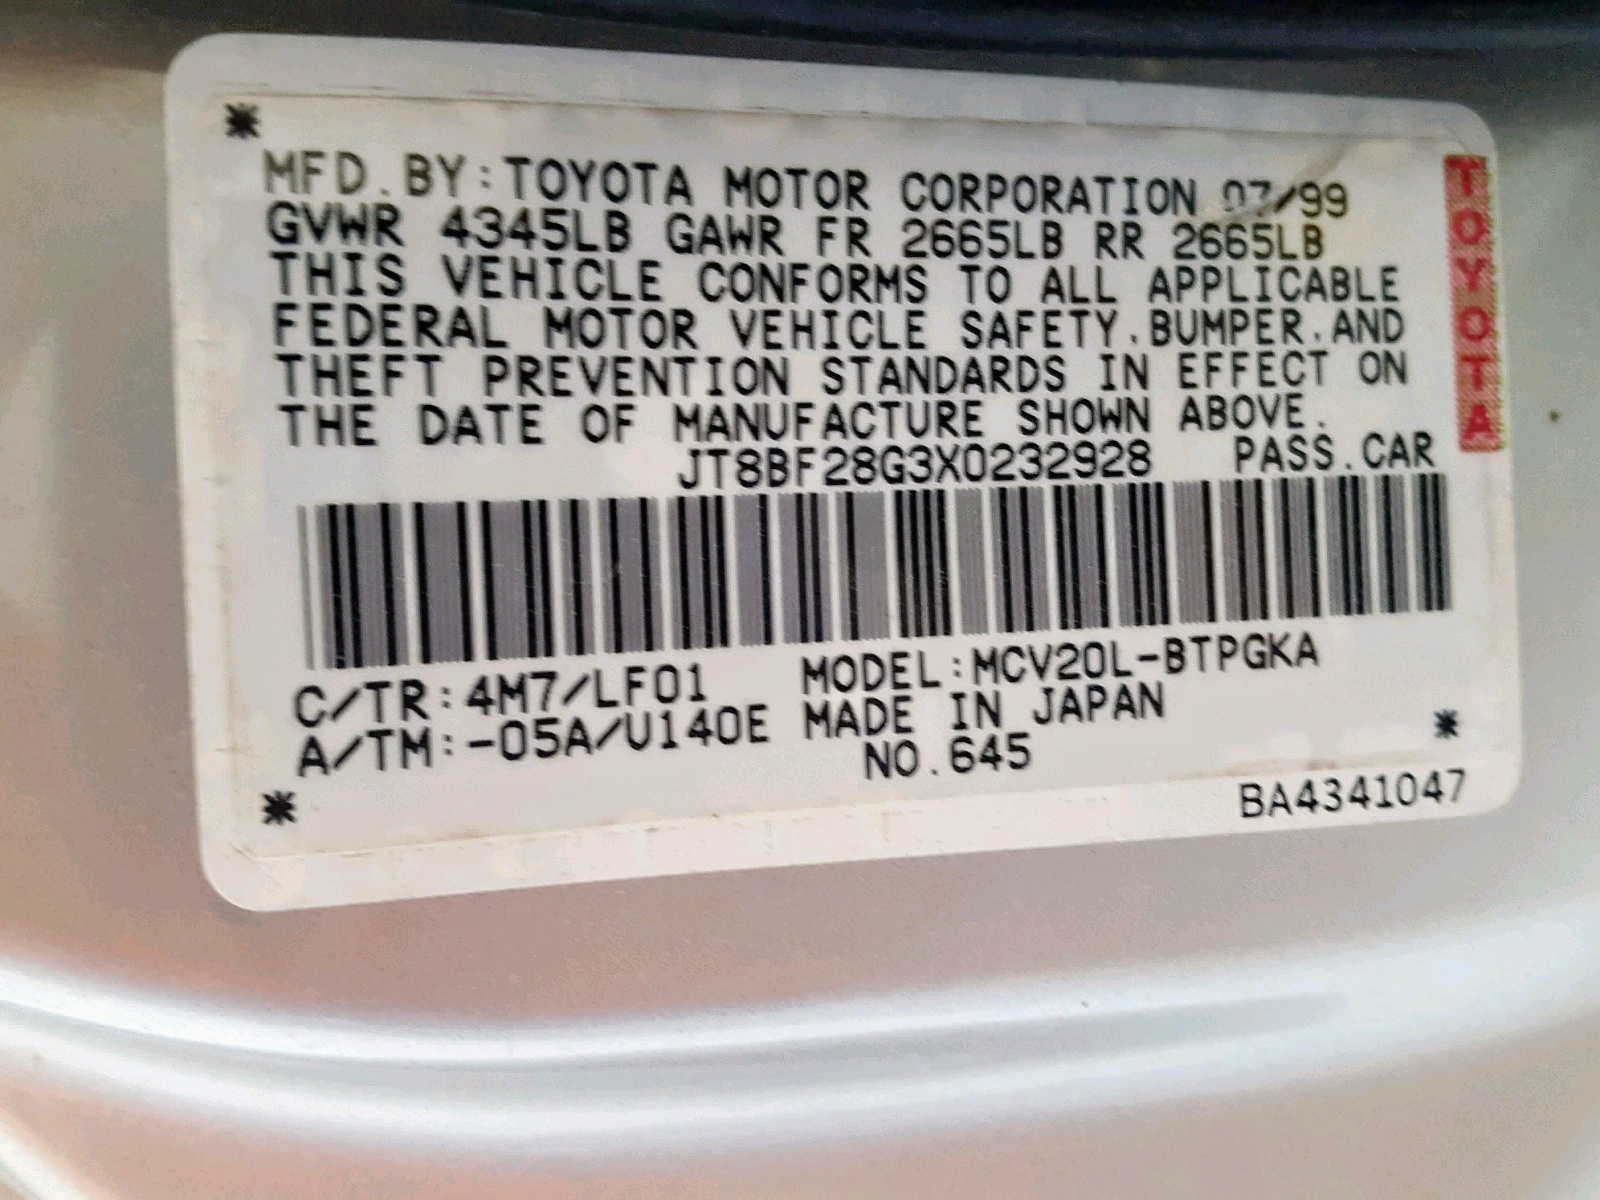 MFD.BY:TOYOTA MOTOR CORPORATION 07/99
GVWR 4345LB GAWR FR 2665LB RR 2665LB
THIS VEHICLE CONFORMS TO ALL APPLICABLE
FEDERAL MOTOR VEHICLE SAFETY.BUMPER.AND
THEFT PREVENTION STANDARDS IN EFFECT ON
THE DATE OF MANUFACTURE SHOWN ABOVE.
JT8BF28G3X0232928 PASS.CAR
C/TR:4M7/LF01 MODEL:MCV20L-BTPGKA
A/TM:-05A/U140E MADE IN JAPAN
NO.645
BA4341047
TOYOTA